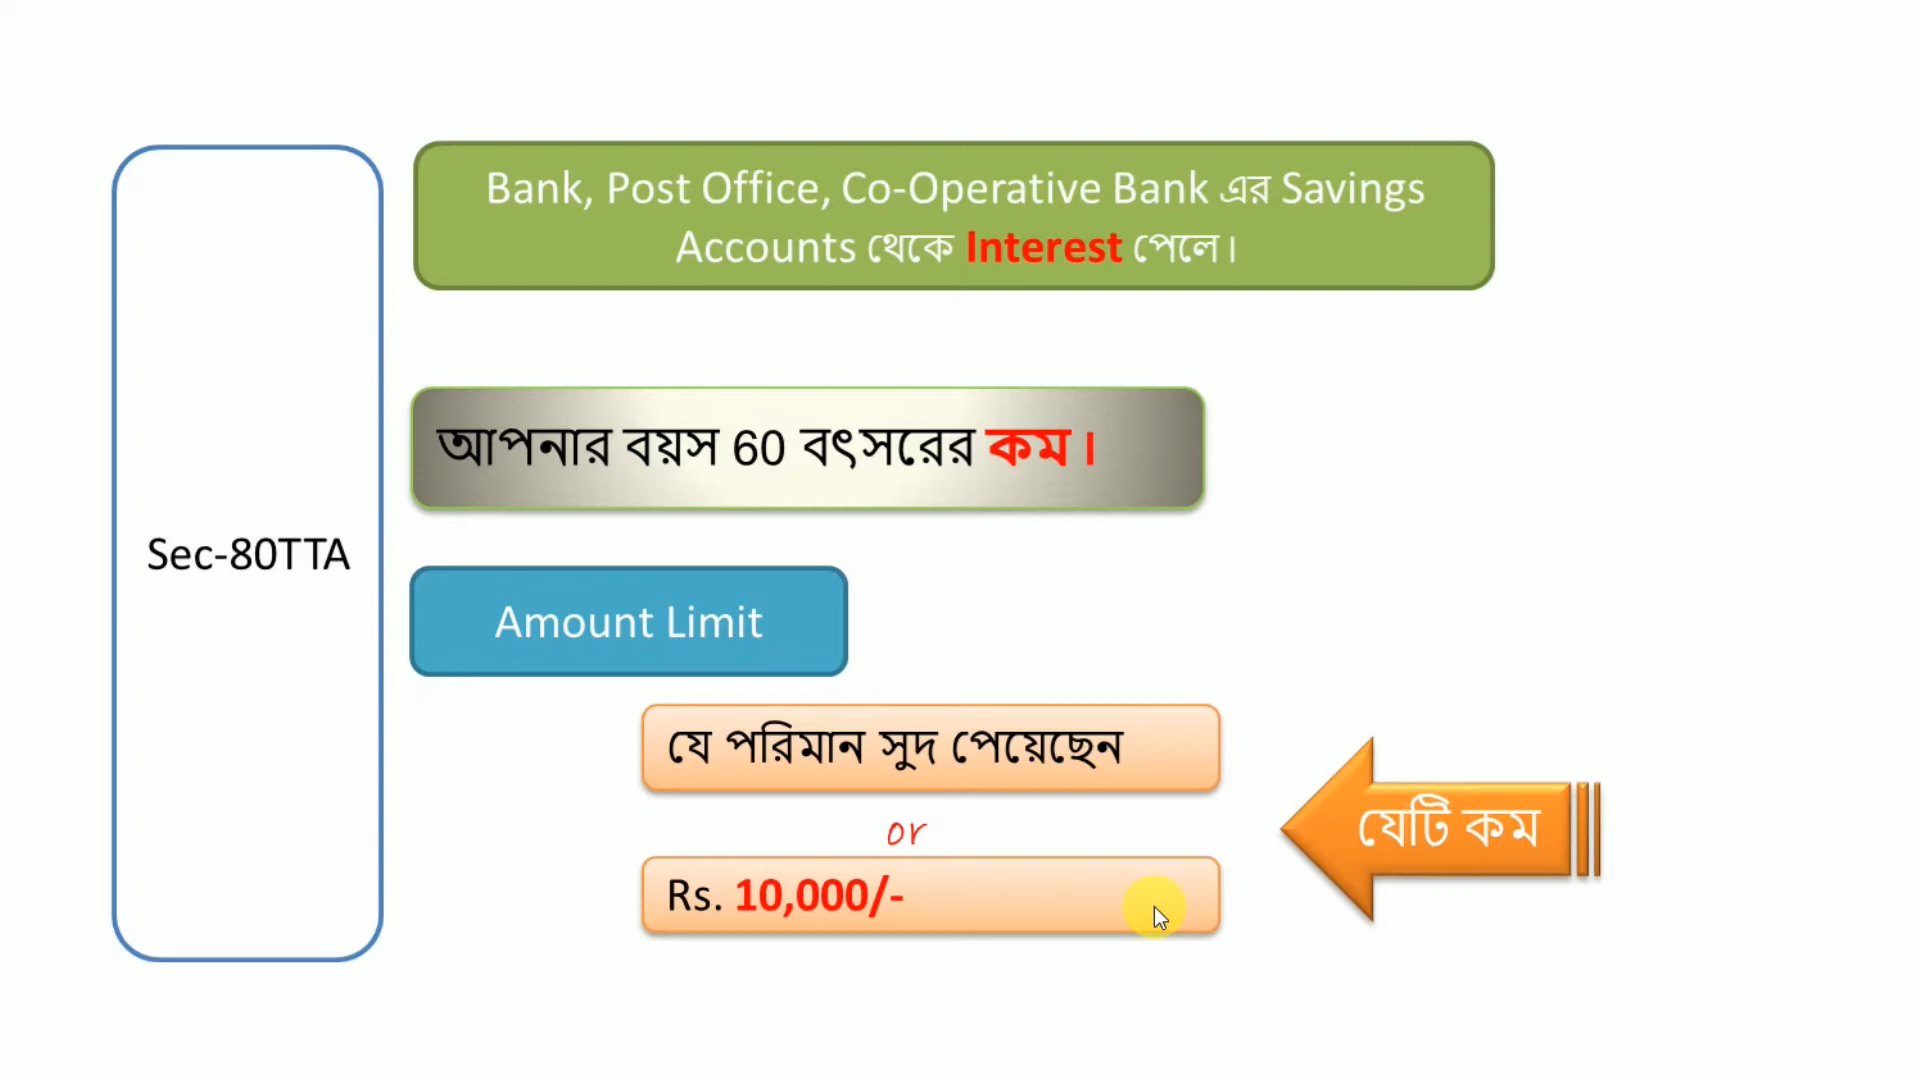 Sec-80TTA
Bank, Post Office, Co-Operative Bank এর Savings
Accounts থেকে Interest পেলে।
আপনার বয়স 60 বৎসরের কম।
Amount Limit
যে পরিমান সুদ পেয়েছেন
or
Rs. 10,000/-
যেটি কম